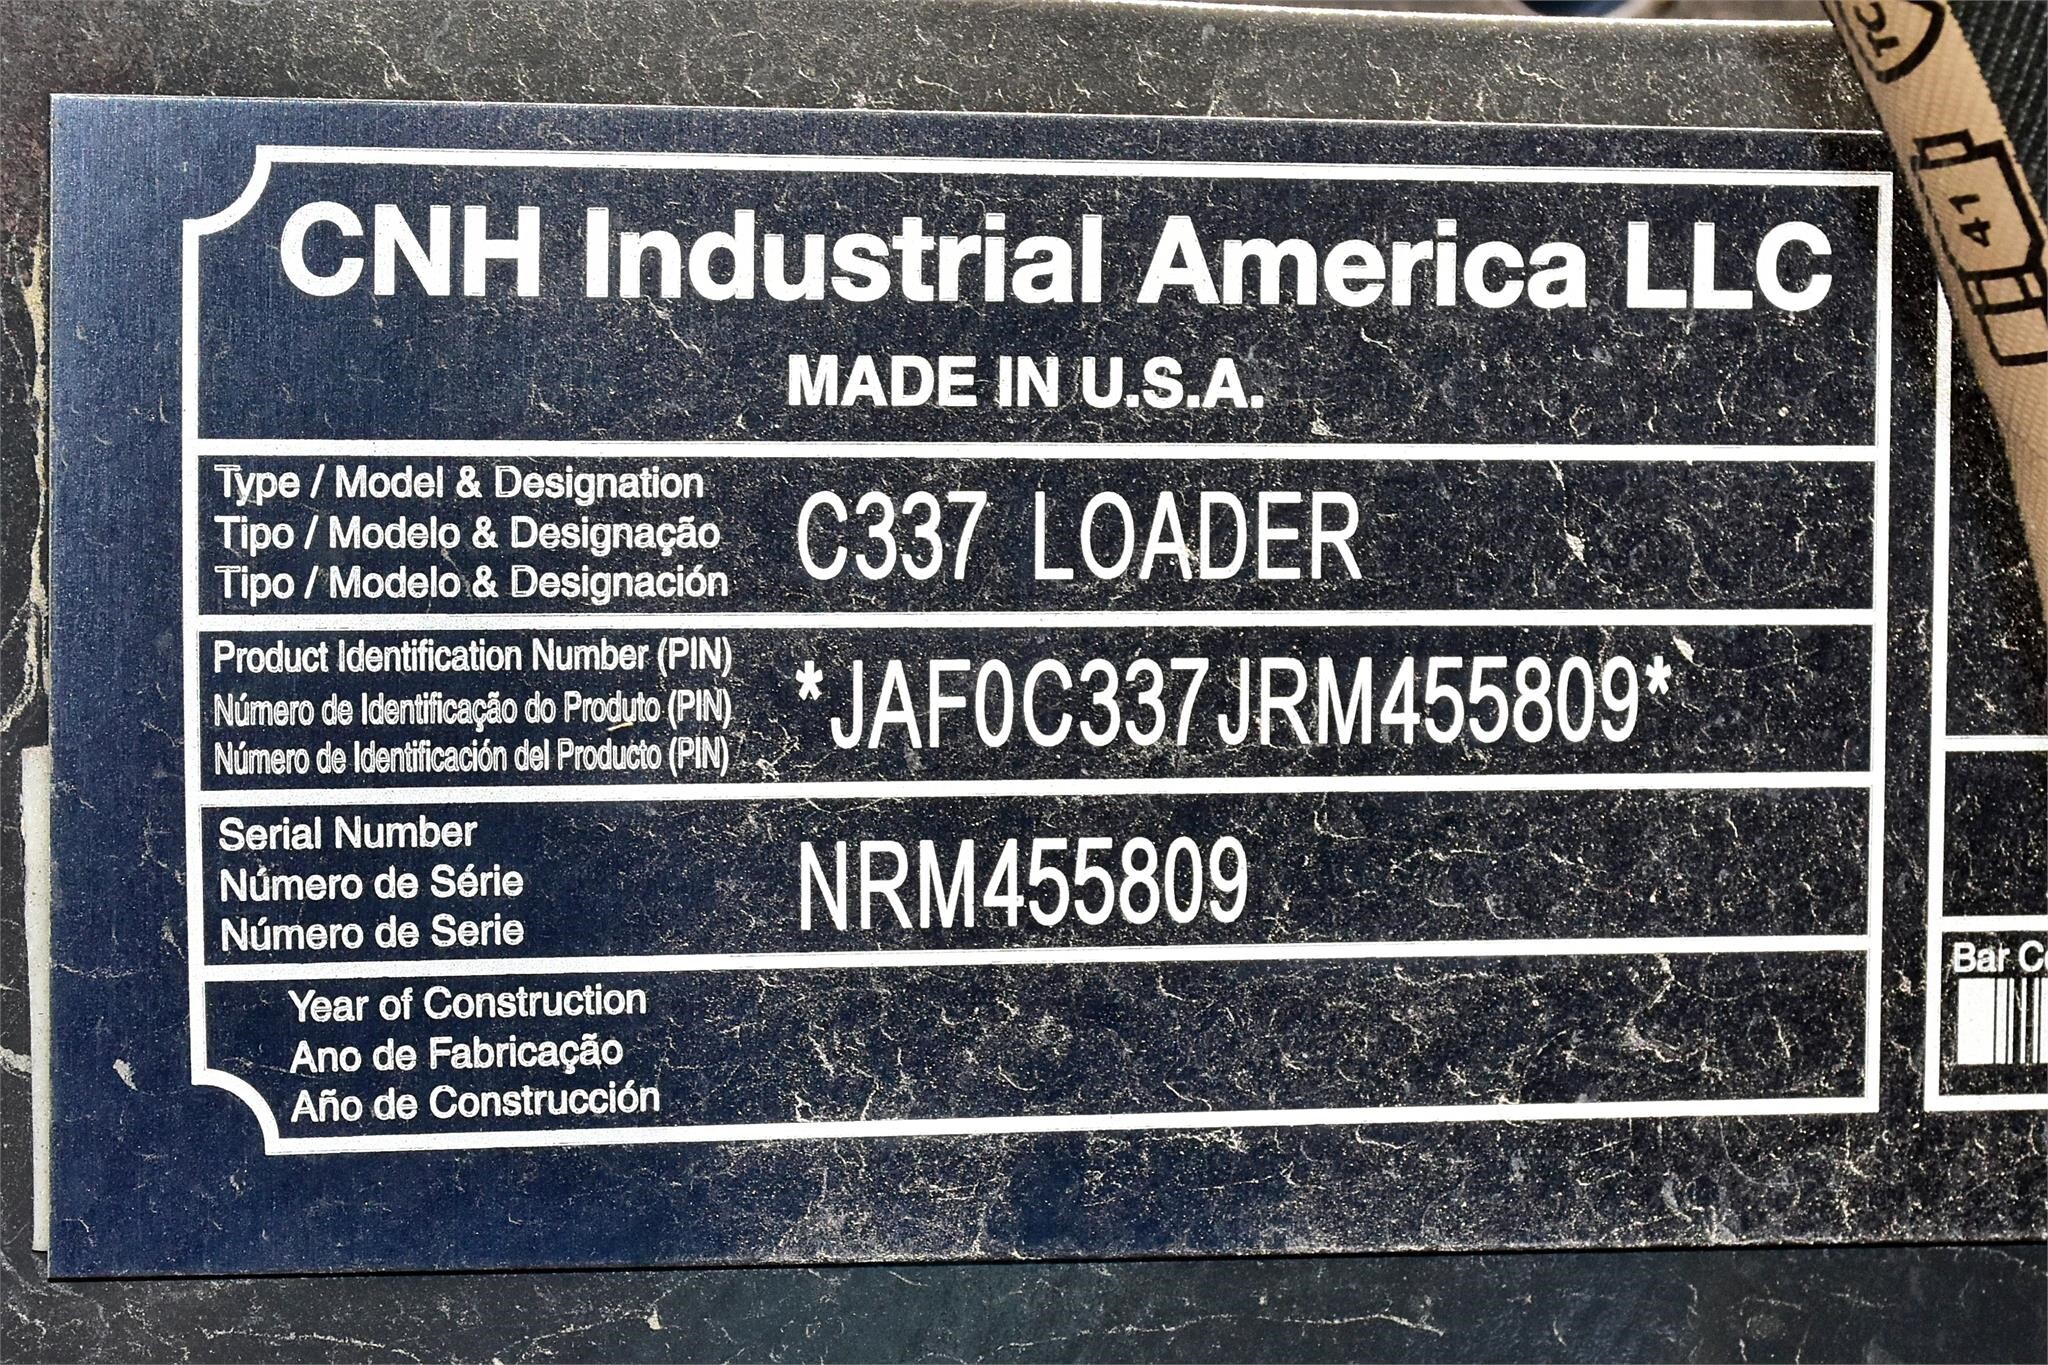 CNH Industrial America LLC
MADE IN U.S.A.
Type / Model & Designation
Tipo / Modelo & Designação
Tipo / Modelo & Designación
C337 LOADER
Product Identification Number (PIN)
Número de Identificação do Produto (PIN)
Número de Identificación del Producto (PIN)
*JAF0C337JRM455809*
Serial Number
Número de Série
Número de Serie
NRM455809
Year of Construction
Ano de Fabricação
Año de Construcción
Bar
41